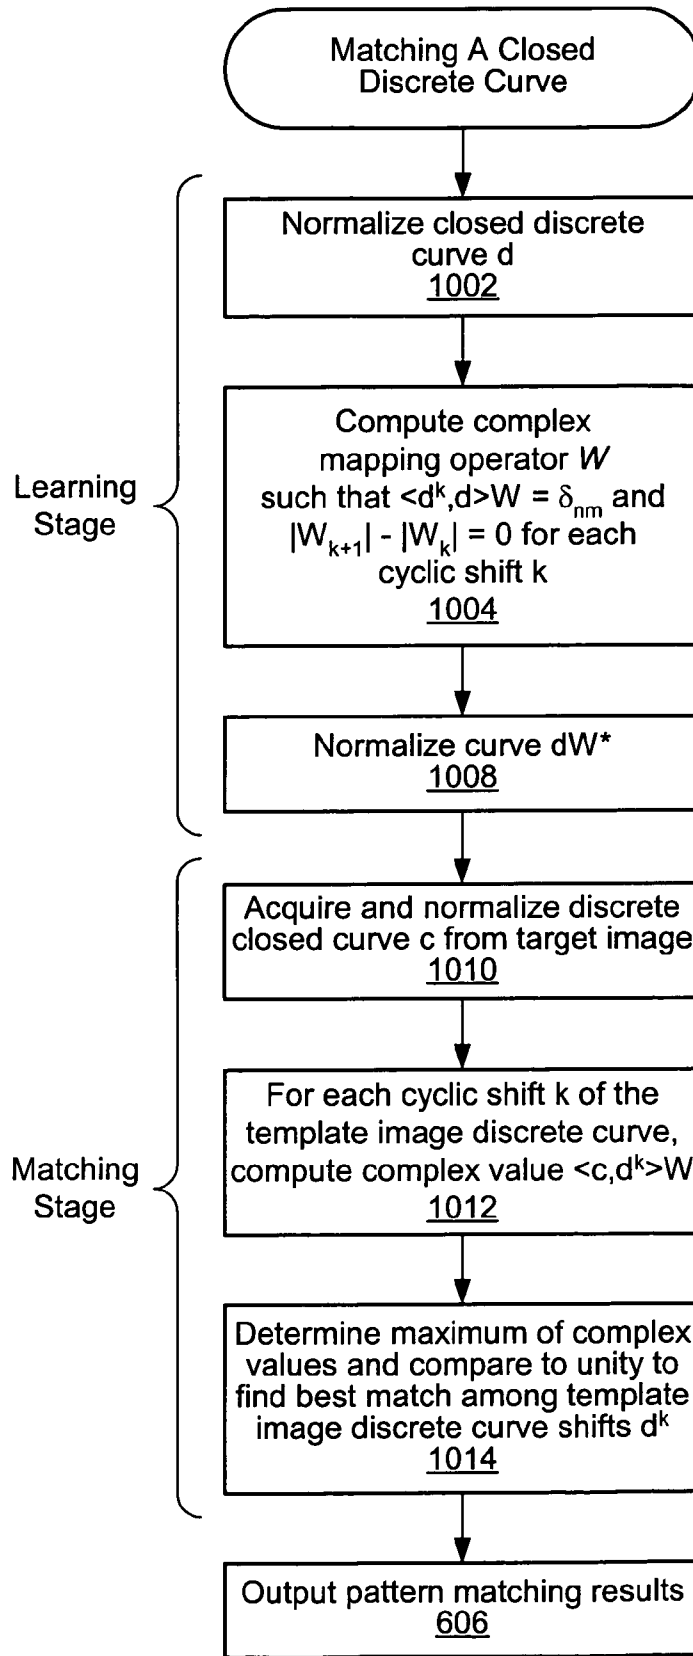 Matching A Closed
Discrete Curve
Normalize closed discrete
curve d
1002
Compute complex
mapping operator W
such that <d^k,d>W = δ_nm and
|W_k+1| - |W_k| = 0 for each
cyclic shift k
1004
Learning
Stage
Normalize curve dW*
1008
Acquire and normalize discrete
closed curve c from target image
1010
For each cyclic shift k of the
template image discrete curve,
compute complex value <c,d^k>W
1012
Matching
Stage
Determine maximum of complex
values and compare to unity to
find best match among template
image discrete curve shifts d^k
1014
Output pattern matching results
606